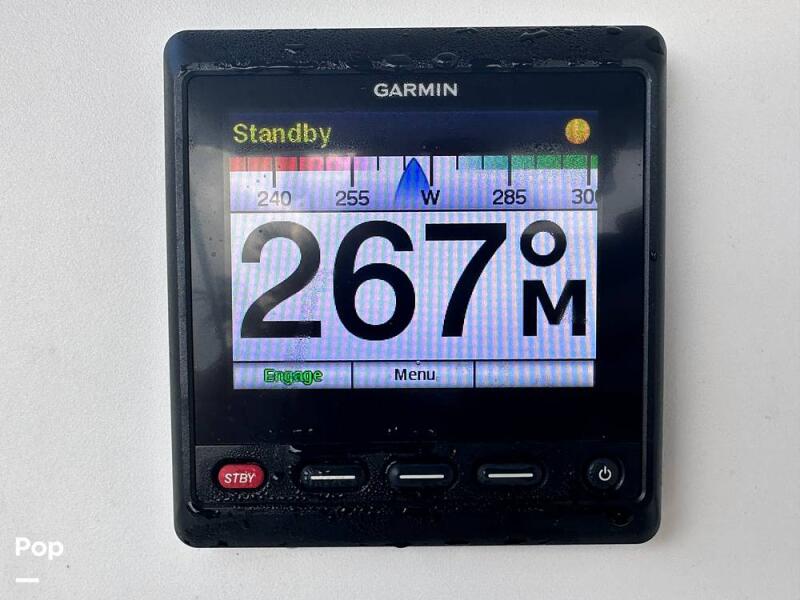 GARMIN
Standby
240 255 W 285 300
267°M
Engage Menu
STBY
Pop